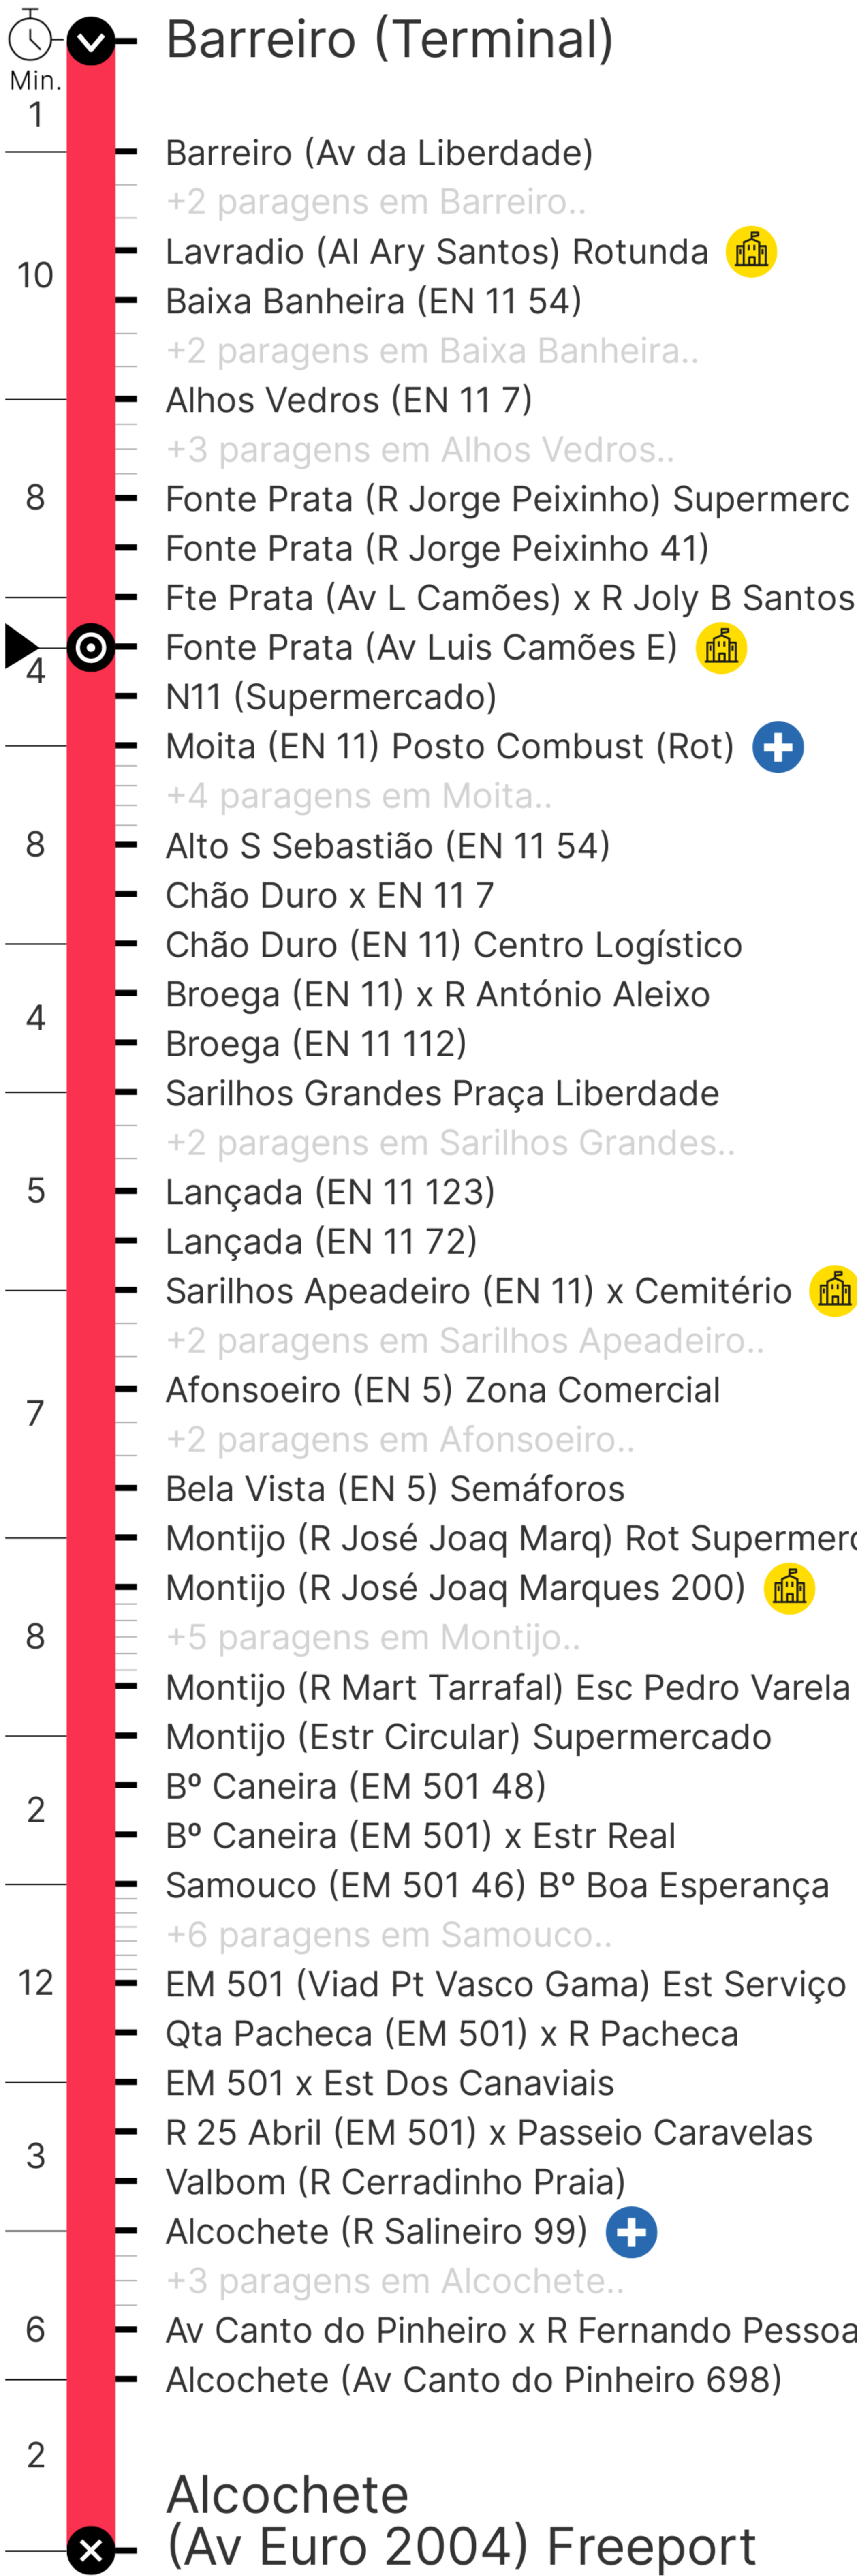 Barreiro (Terminal)
Min.
1
Barreiro (Av da Liberdade)
+2 paragens em Barreiro..
Lavradio (Al Ary Santos) Rotunda
10
Baixa Banheira (EN 11 54)
+2 paragens em Baixa Banheira..
Alhos Vedros (EN 11 7)
+3 paragens em Alhos Vedros..
8
Fonte Prata (R Jorge Peixinho) Supermerc
Fonte Prata (R Jorge Peixinho 41)
Fte Prata (Av L Camões) x R Joly B Santos
Fonte Prata (Av Luis Camões E)
4
N11 (Supermercado)
Moita (EN 11) Posto Combust (Rot)
+4 paragens em Moita..
8
Alto S Sebastião (EN 11 54)
Chão Duro x EN 11 7
Chão Duro (EN 11) Centro Logístico
Broega (EN 11) x R António Aleixo
4
Broega (EN 11 112)
Sarilhos Grandes Praça Liberdade
+2 paragens em Sarilhos Grandes..
5
Lançada (EN 11 123)
Lançada (EN 11 72)
Sarilhos Apeadeiro (EN 11) x Cemitério
+2 paragens em Sarilhos Apeadeiro..
Afonsoeiro (EN 5) Zona Comercial
7
+2 paragens em Afonsoeiro..
Bela Vista (EN 5) Semáforos
Montijo (R José Joaq Marq) Rot Supermerc
Montijo (R José Joaq Marques 200)
8
+5 paragens em Montijo..
Montijo (R Mart Tarrafal) Esc Pedro Varela
Montijo (Estr Circular) Supermercado
Bº Caneira (EM 501 48)
2
Bº Caneira (EM 501) x Estr Real
Samouco (EM 501 46) Bº Boa Esperança
+6 paragens em Samouco..
12
EM 501 (Viad Pt Vasco Gama) Est Serviço
Qta Pacheca (EM 501) x R Pacheca
EM 501 x Est Dos Canaviais
R 25 Abril (EM 501) x Passeio Caravelas
3
Valbom (R Cerradinho Praia)
Alcochete (R Salineiro 99)
+3 paragens em Alcochete..
6
Av Canto do Pinheiro x R Fernando Pessoa
Alcochete (Av Canto do Pinheiro 698)
2
Alcochete
(Av Euro 2004) Freeport